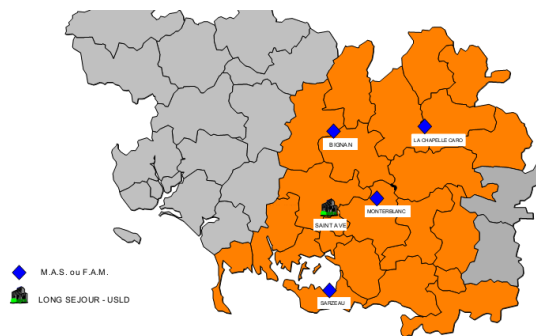 BIGNAN
LA CHAPELLE CARO
MONTERBLANC
SAINT AVE
SARZEAU
M.A.S. ou F.A.M.
LONG SEJOUR - USLD